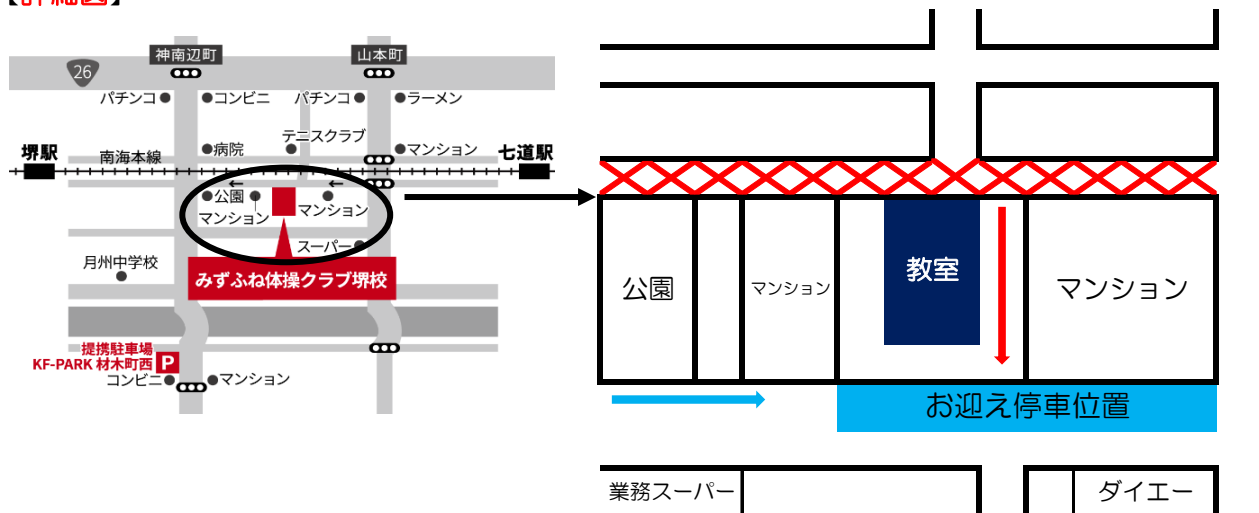 【詳細図】
神南辺町
山本町
26
パチンコ
コンビニ
パチンコ
ラーメン
テニスクラブ
堺駅
南海本線
病院
マンション
七道駅
公園
マンション
マンション
スーパー
月州中学校
みずふね体操クラブ堺校
提携駐車場
KF-PARK 材木町西
P
コンビニ
マンション
公園
マンション
教室
マンション
お迎え停車位置
業務スーパー
ダイエー